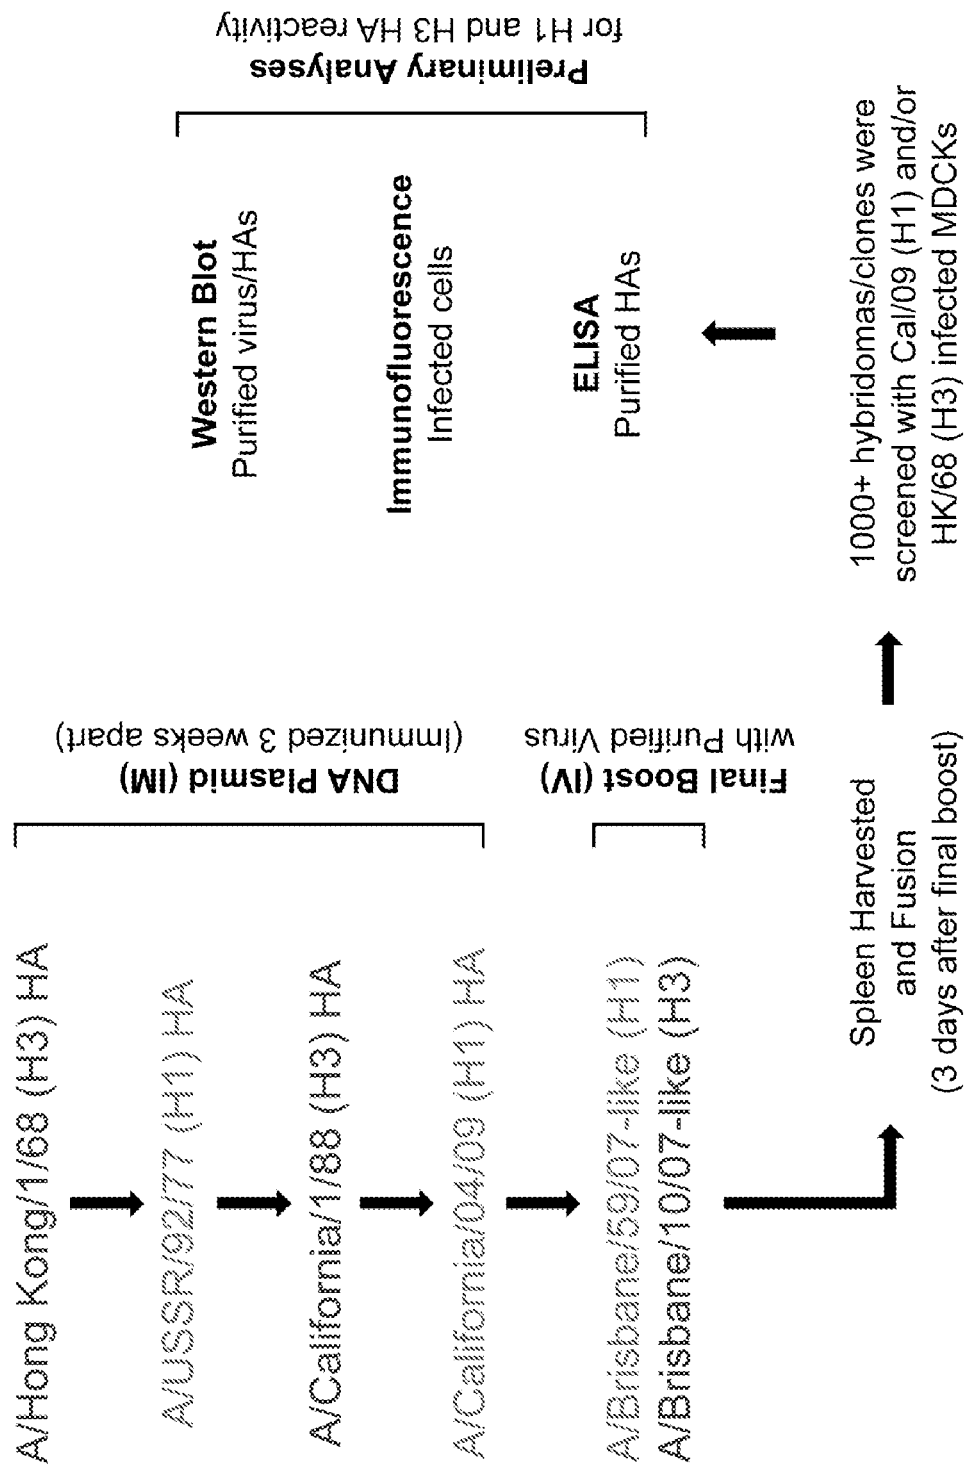 A/Hong Kong/1/68 (H3) HA
A/USSR/92/77 (H1) HA
A/California/1/88 (H3) HA
A/California/04/09 (H1) HA
DNA Plasmid (IM)
(Immunized 3 weeks apart)
A/Brisbane/59/07-like (H1)
A/Brisbane/10/07-like (H3)
Final Boost (IV)
with Purified Virus
Spleen Harvested
and Fusion
(3 days after final boost)
1000+ hybridomas/clones were
screened with Cal/09 (H1) and/or
HK/68 (H3) infected MDCKs
Western Blot
Purified virus/HAs
Immunofluorescence
Infected cells
ELISA
Purified HAs
Preliminary Analyses
for H1 and H3 HA reactivity